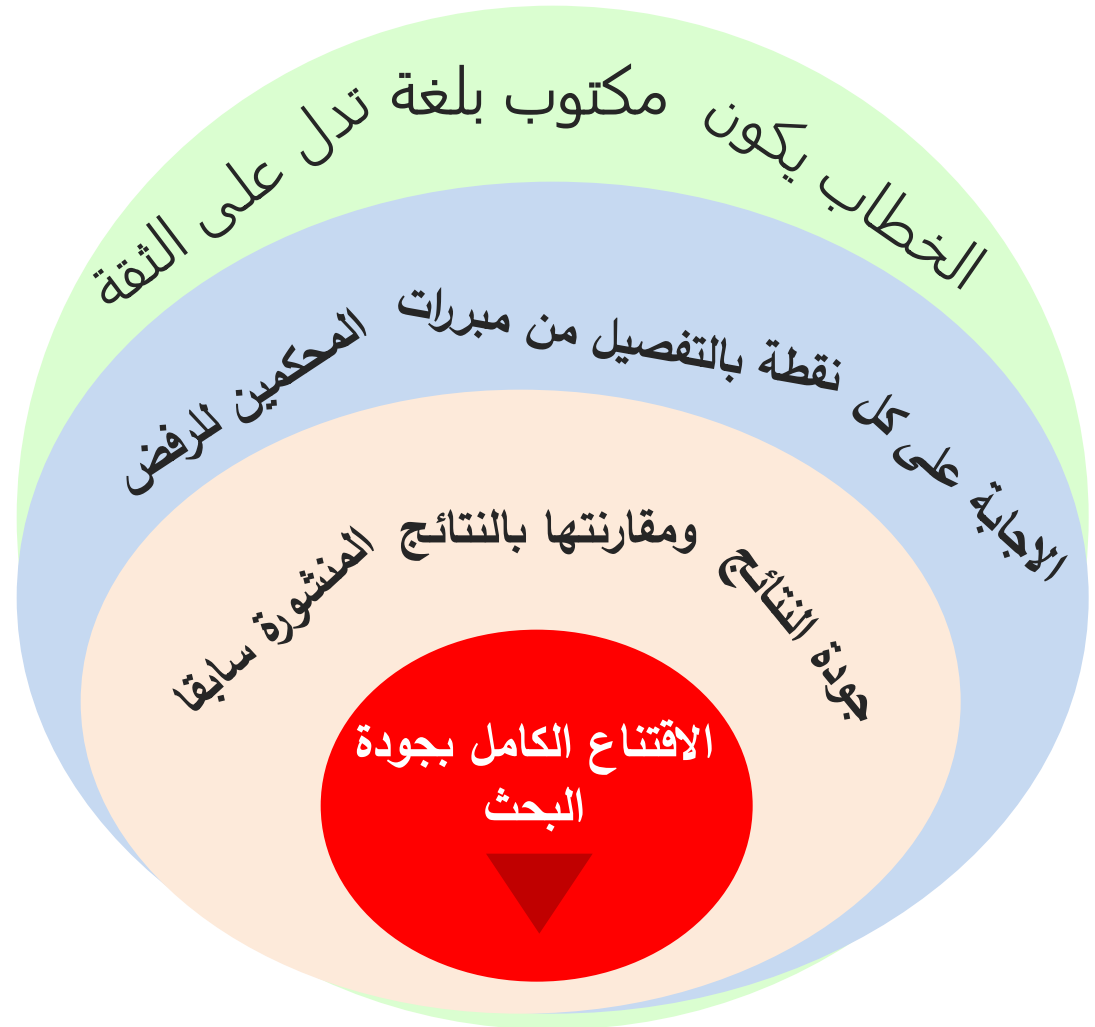 الخطاب يكون مكتوب بلغة تدل على الثقة
الاجابة على كل نقطة بالتفصيل من مبررات المحكمين للرفض
جودة النتائج ومقارنتها بالنتائج المنشورة سابقا
الاقتناع الكامل بجودة
البحث